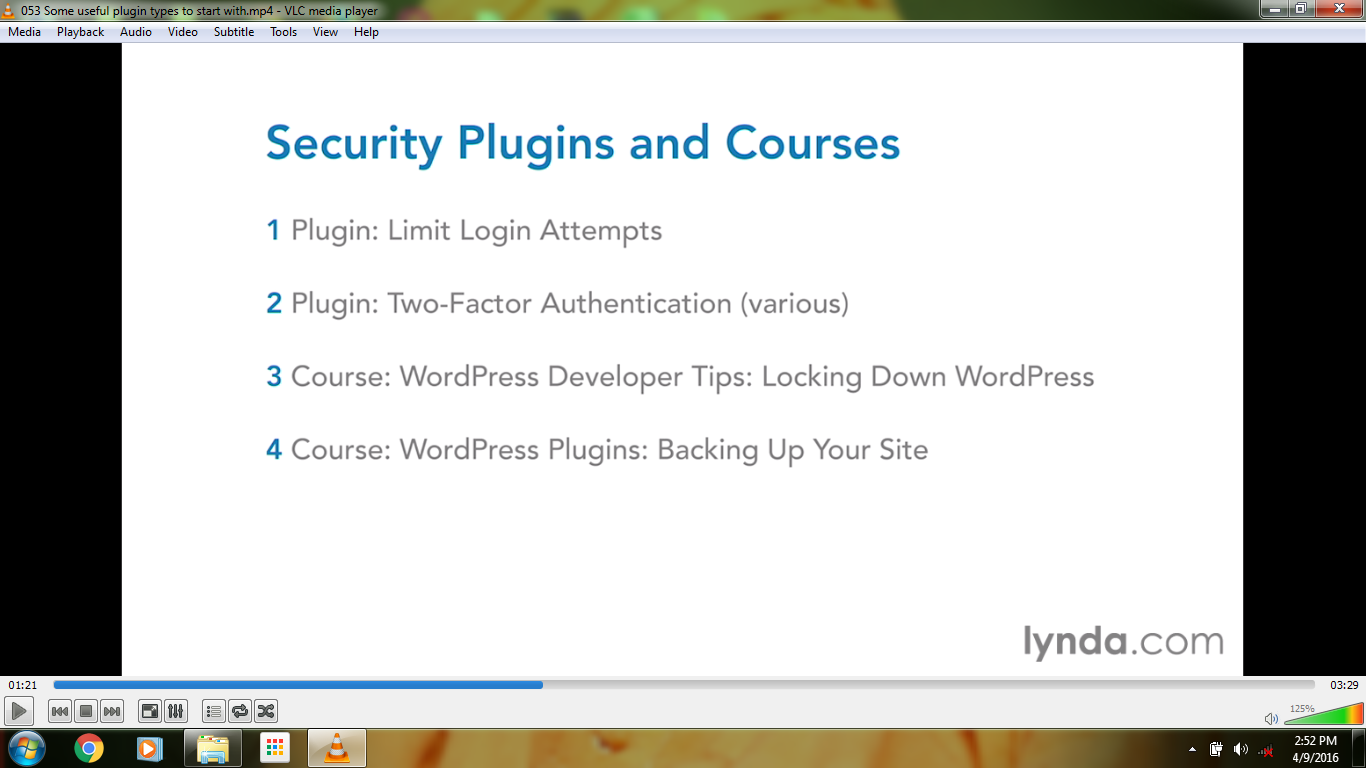 053 Some useful plugin types to start with.mp4 - VLC media player
Media Playback Audio Video Subtitle Tools View Help
Security Plugins and Courses
1 Plugin: Limit Login Attempts
2 Plugin: Two-Factor Authentication (various)
3 Course: WordPress Developer Tips: Locking Down WordPress
4 Course: WordPress Plugins: Backing Up Your Site
lynda.com
01:21 03:29
125%
2:52 PM
4/9/2016